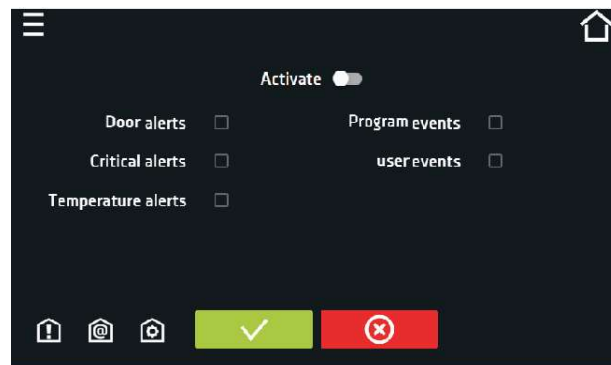 Activate
Door alerts
Program events
Critical alerts
user events
Temperature alerts
@